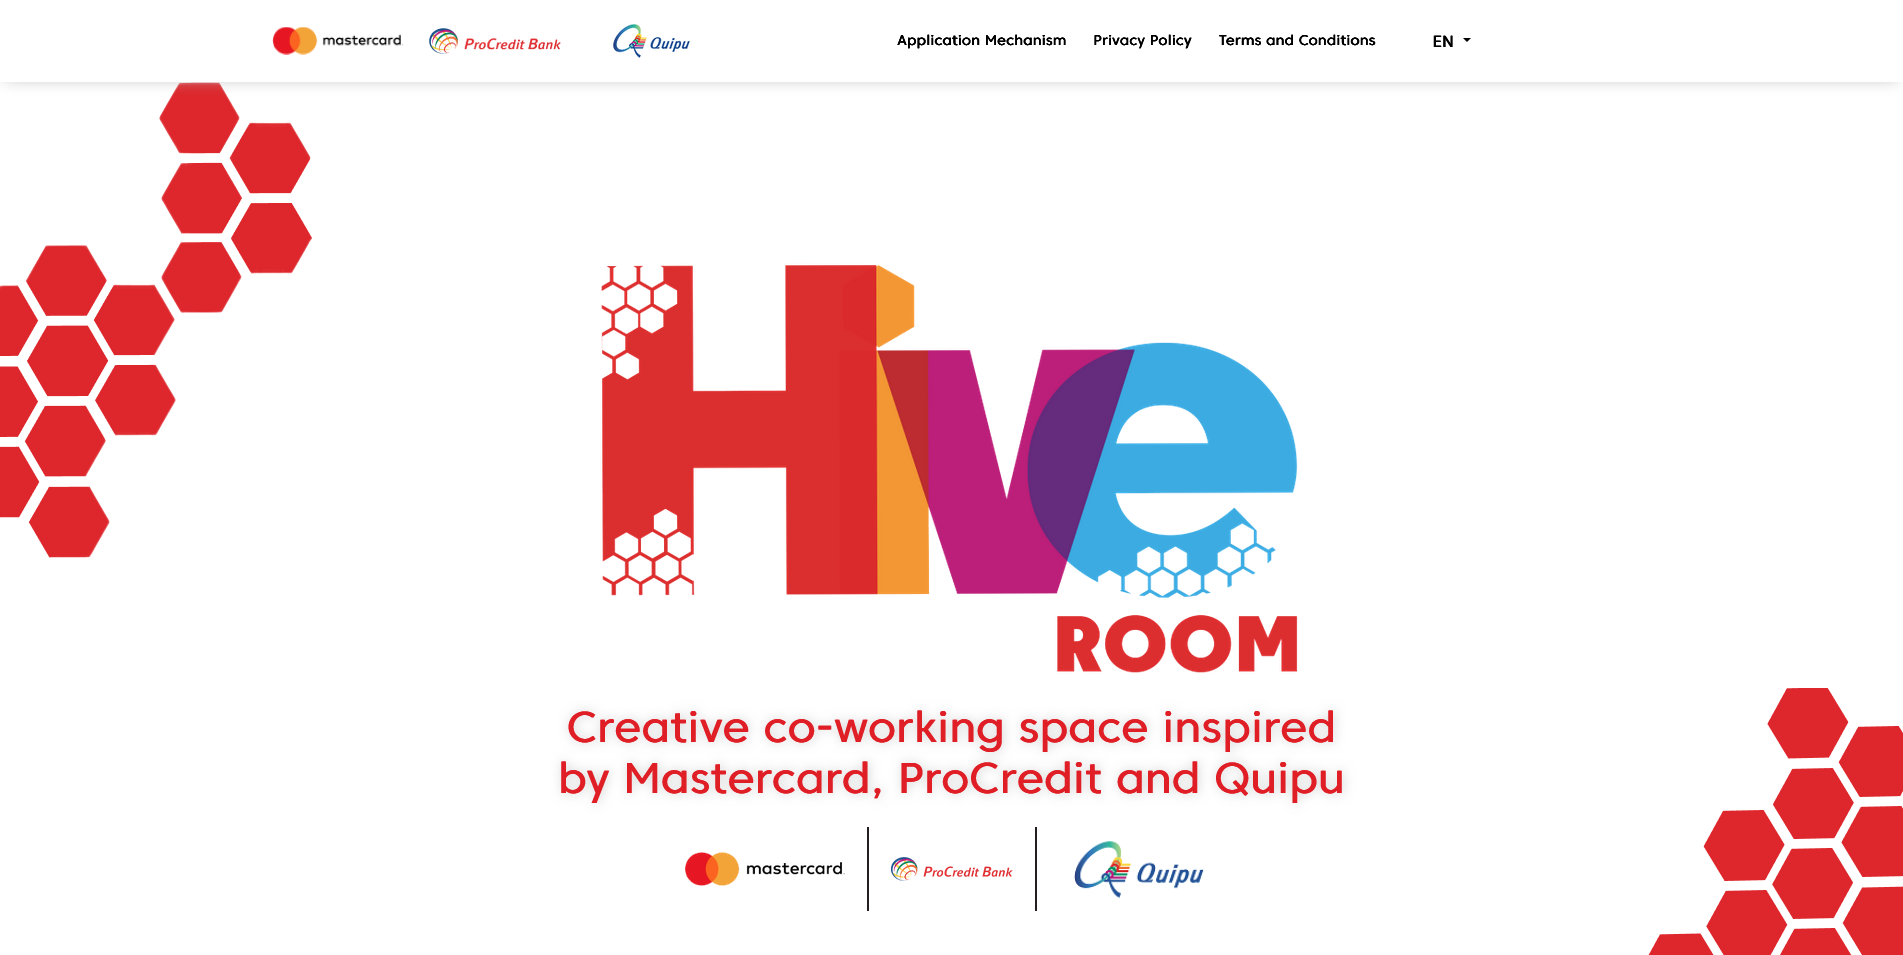 mastercard
ProCredit Bank
Quipu
Application Mechanism
Privacy Policy
Terms and Conditions
EN
Hive
ROOM
Creative co-working space inspired
by Mastercard, ProCredit and Quipu
mastercard
ProCredit Bank
Quipu